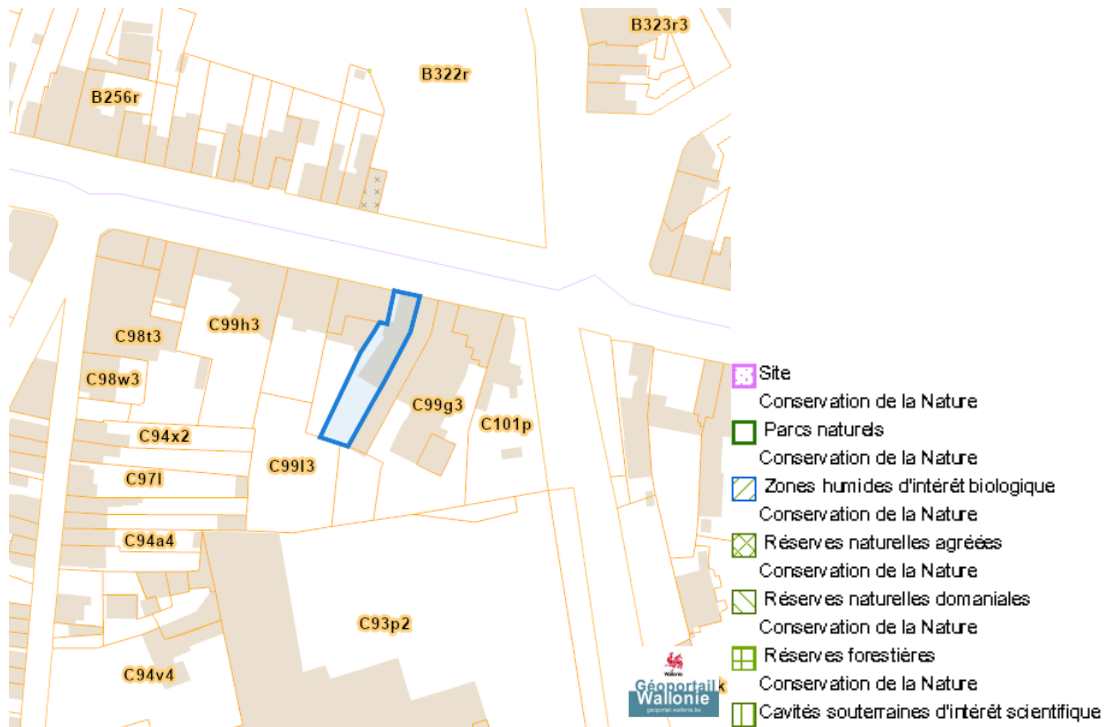 B323r3
B322r
B256r
C98t3
C99h3
C98w3
C99g3
C101p
C94x2
C99l3
C97l
C94a4
C93p2
C94v4
Wallonie
Géoportail
Wallonie
geoportail.wallonie.be
k
Site
Conservation de la Nature
Parcs naturels
Conservation de la Nature
Zones humides d'intérêt biologique
Conservation de la Nature
Réserves naturelles agréées
Conservation de la Nature
Réserves naturelles domaniales
Conservation de la Nature
Réserves forestières
Conservation de la Nature
Cavités souterraines d'intérêt scientifique